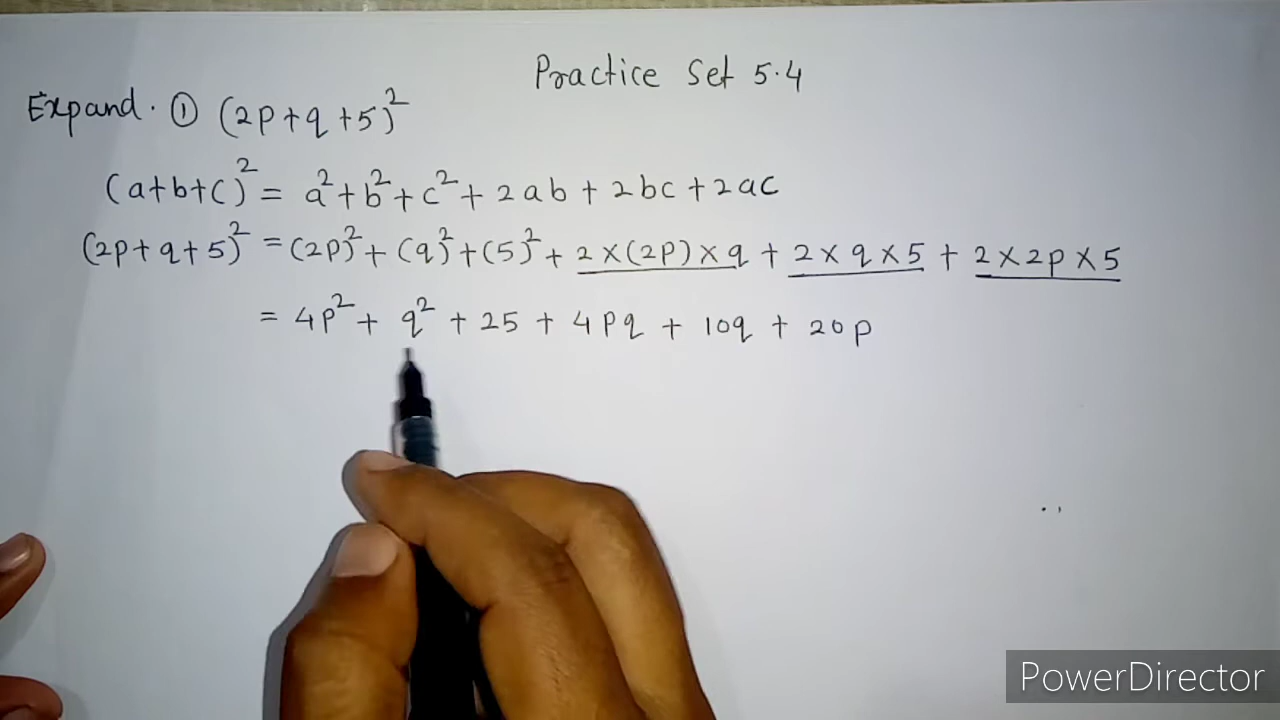 Practice Set 5.4
Expand. ① (2p+q+5)²
(a+b+c)² = a²+b²+c²+2ab+2bc+2ac
(2p+q+5)² = (2p)²+(q)²+(5)²+2×(2p)×q+2×q×5+2×2p×5
= 4p²+q²+25+4pq+10q+20p
PowerDirector